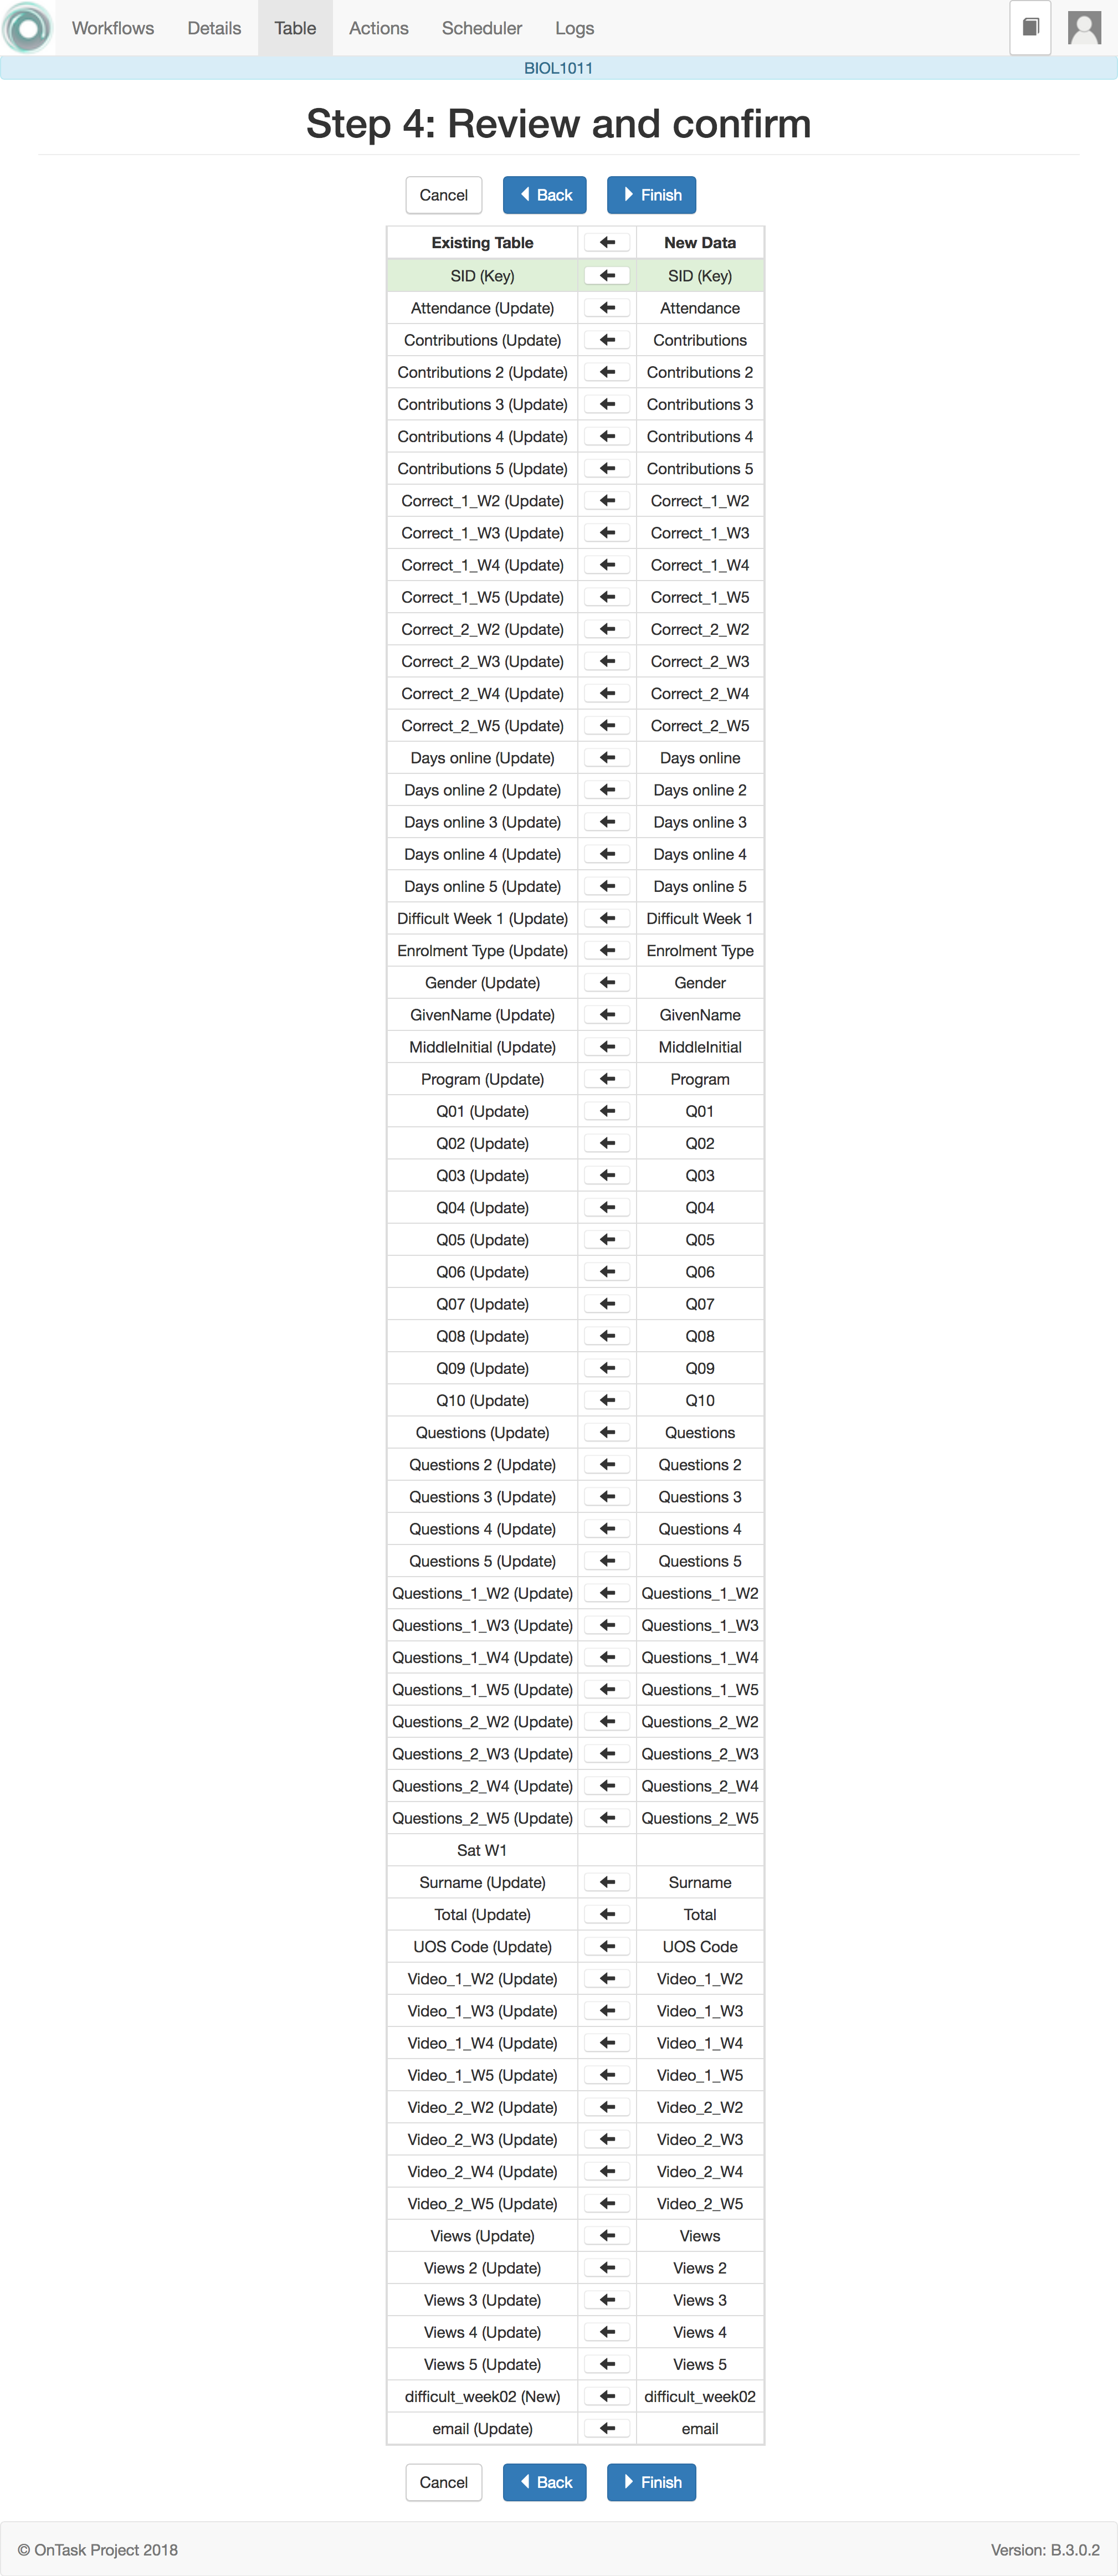 Workflows Details Table Actions Scheduler Logs
BIOL1011
Step 4: Review and confirm
Cancel Back Finish
Existing Table New Data
SID (Key) SID (Key)
Attendance (Update) Attendance
Contributions (Update) Contributions
Contributions 2 (Update) Contributions 2
Contributions 3 (Update) Contributions 3
Contributions 4 (Update) Contributions 4
Contributions 5 (Update) Contributions 5
Correct_1_W2 (Update) Correct_1_W2
Correct_1_W3 (Update) Correct_1_W3
Correct_1_W4 (Update) Correct_1_W4
Correct_1_W5 (Update) Correct_1_W5
Correct_2_W2 (Update) Correct_2_W2
Correct_2_W3 (Update) Correct_2_W3
Correct_2_W4 (Update) Correct_2_W4
Correct_2_W5 (Update) Correct_2_W5
Days online (Update) Days online
Days online 2 (Update) Days online 2
Days online 3 (Update) Days online 3
Days online 4 (Update) Days online 4
Days online 5 (Update) Days online 5
Difficult Week 1 (Update) Difficult Week 1
Enrolment Type (Update) Enrolment Type
Gender (Update) Gender
GivenName (Update) GivenName
MiddleInitial (Update) MiddleInitial
Program (Update) Program
Q01 (Update) Q01
Q02 (Update) Q02
Q03 (Update) Q03
Q04 (Update) Q04
Q05 (Update) Q05
Q06 (Update) Q06
Q07 (Update) Q07
Q08 (Update) Q08
Q09 (Update) Q09
Q10 (Update) Q10
Questions (Update) Questions
Questions 2 (Update) Questions 2
Questions 3 (Update) Questions 3
Questions 4 (Update) Questions 4
Questions 5 (Update) Questions 5
Questions_1_W2 (Update) Questions_1_W2
Questions_1_W3 (Update) Questions_1_W3
Questions_1_W4 (Update) Questions_1_W4
Questions_1_W5 (Update) Questions_1_W5
Questions_2_W2 (Update) Questions_2_W2
Questions_2_W3 (Update) Questions_2_W3
Questions_2_W4 (Update) Questions_2_W4
Questions_2_W5 (Update) Questions_2_W5
Sat W1
Surname (Update) Surname
Total (Update) Total
UOS Code (Update) UOS Code
Video_1_W2 (Update) Video_1_W2
Video_1_W3 (Update) Video_1_W3
Video_1_W4 (Update) Video_1_W4
Video_1_W5 (Update) Video_1_W5
Video_2_W2 (Update) Video_2_W2
Video_2_W3 (Update) Video_2_W3
Video_2_W4 (Update) Video_2_W4
Video_2_W5 (Update) Video_2_W5
Views (Update) Views
Views 2 (Update) Views 2
Views 3 (Update) Views 3
Views 4 (Update) Views 4
Views 5 (Update) Views 5
difficult_week02 (New) difficult_week02
email (Update) email
Cancel Back Finish
© OnTask Project 2018 Version: B.3.0.2